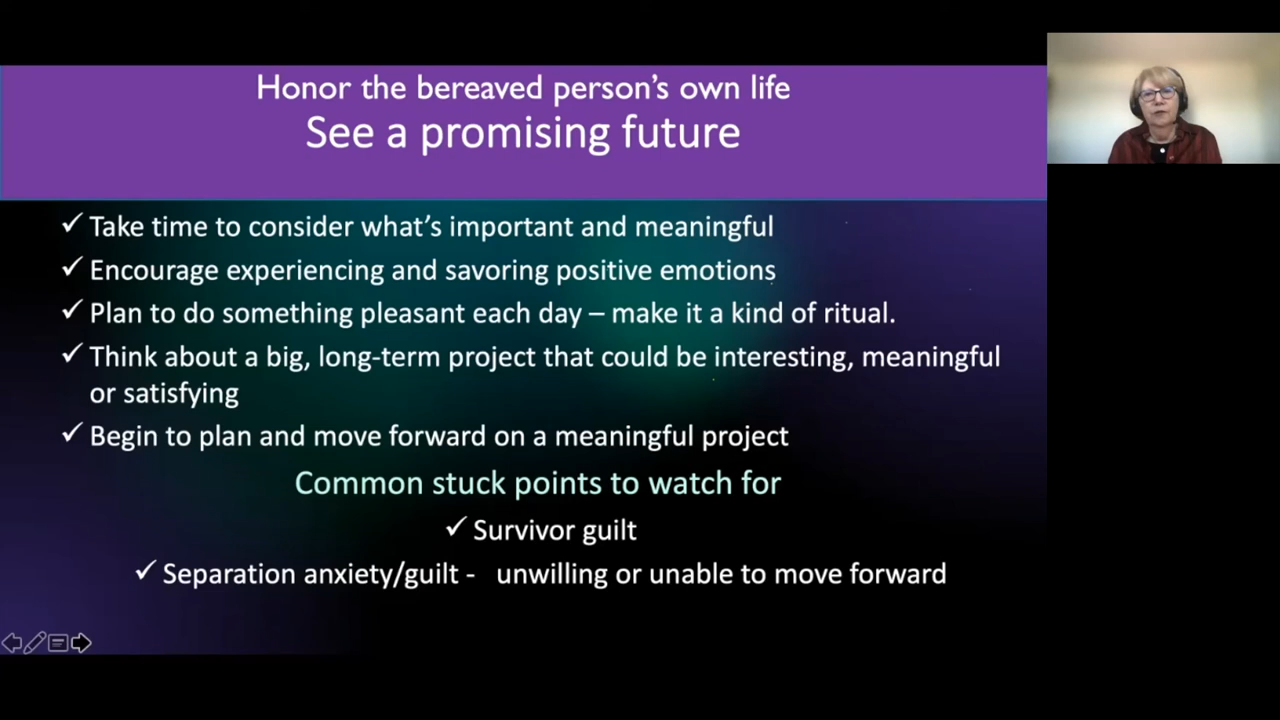 Honor the bereaved person’s own life
See a promising future
✓ Take time to consider what’s important and meaningful
✓ Encourage experiencing and savoring positive emotions
✓ Plan to do something pleasant each day – make it a kind of ritual.
✓ Think about a big, long-term project that could be interesting, meaningful
or satisfying
✓ Begin to plan and move forward on a meaningful project
Common stuck points to watch for
✓ Survivor guilt
✓ Separation anxiety/guilt - unwilling or unable to move forward